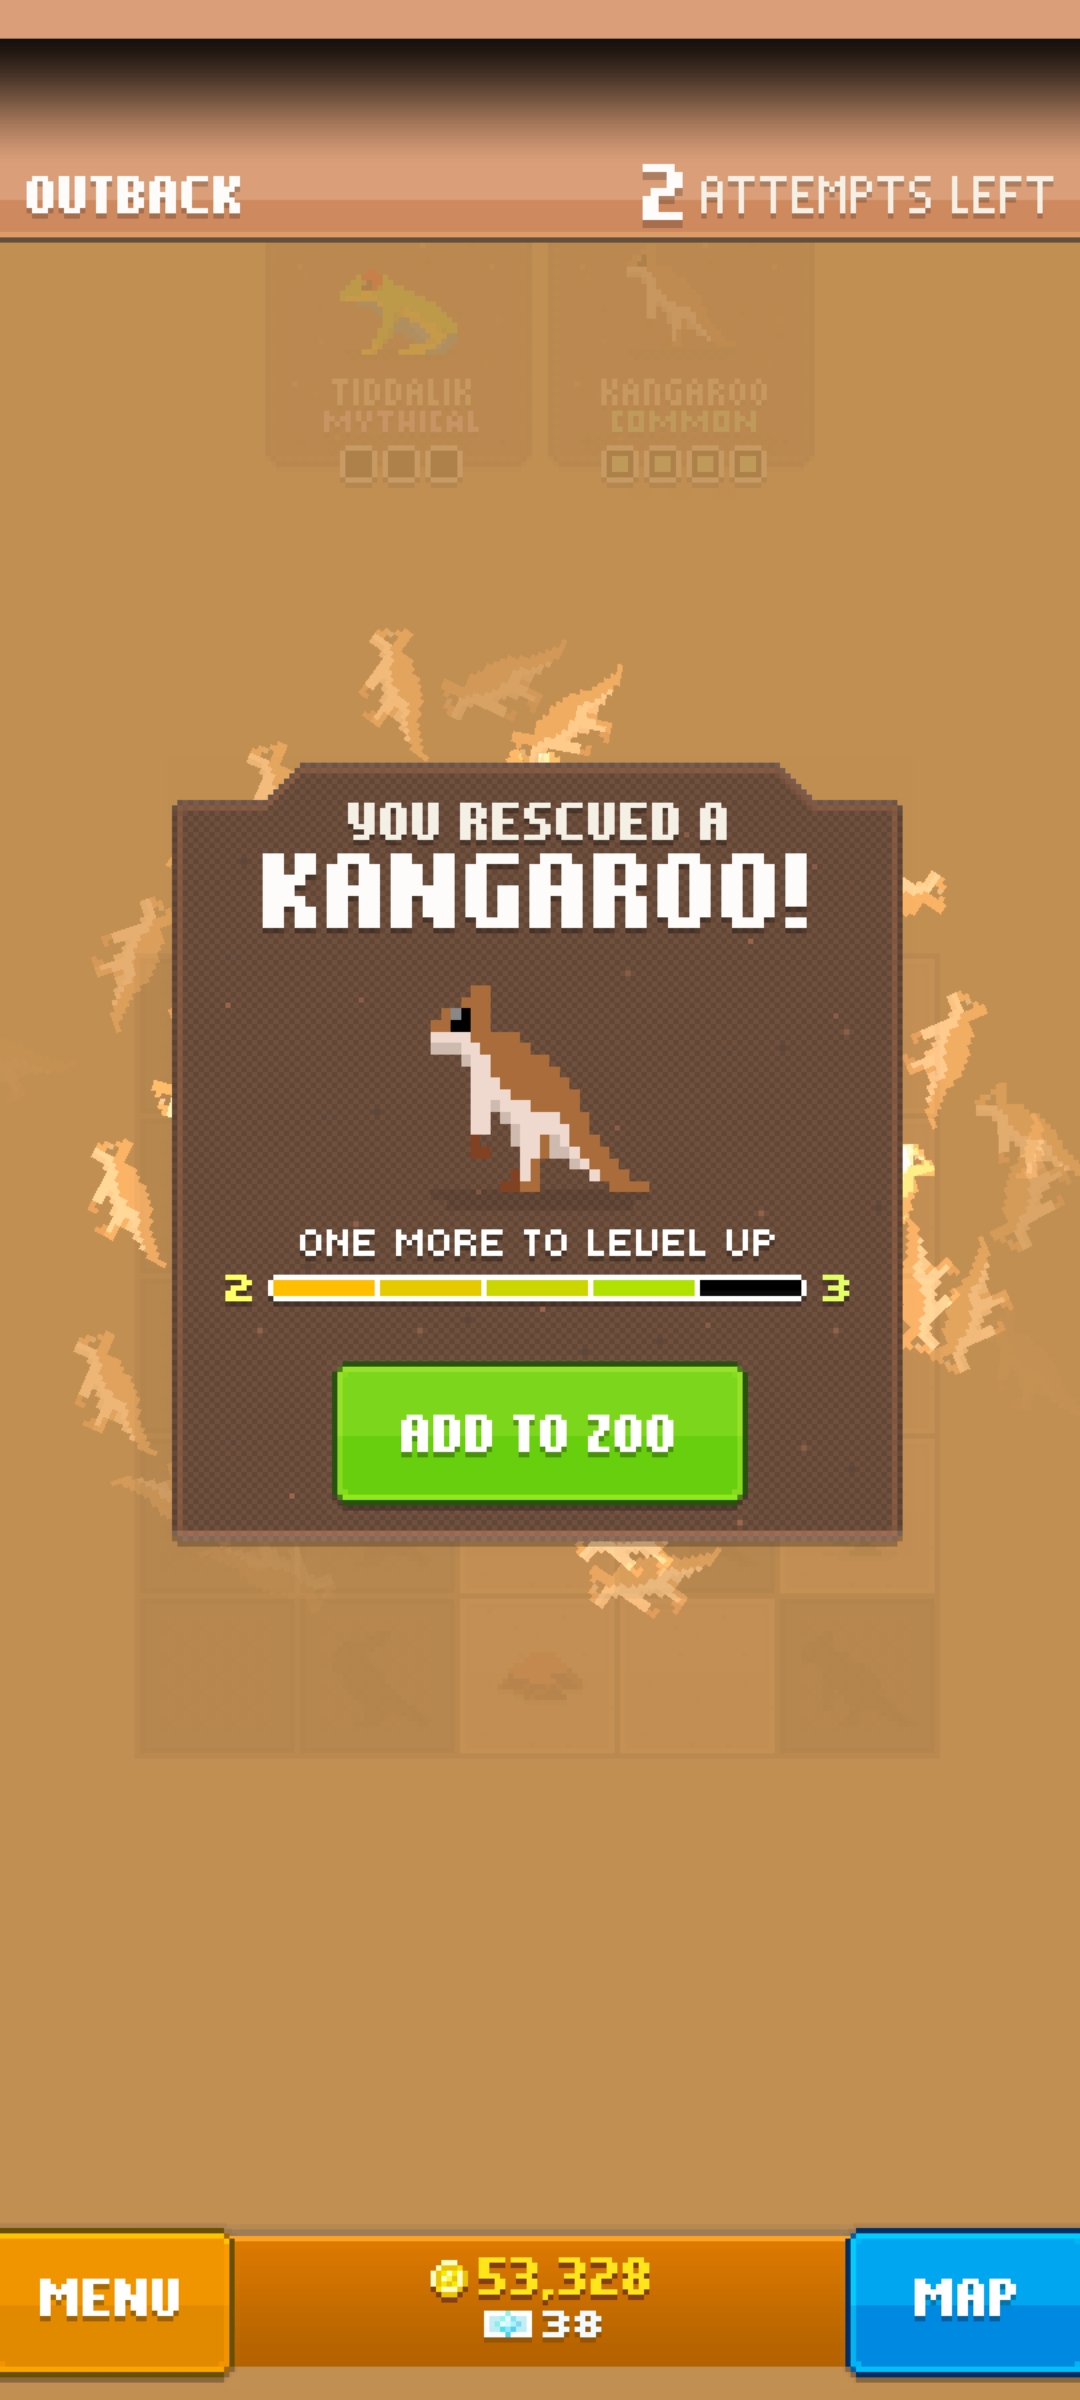 OUTBACK
2 ATTEMPTS LEFT
TIDDALIK
MYTHICAL
KANGAROO
COMMON
YOU RESCUED A
KANGAROO!
ONE MORE TO LEVEL UP
2 3
ADD TO ZOO
MENU
53,328
38
MAP